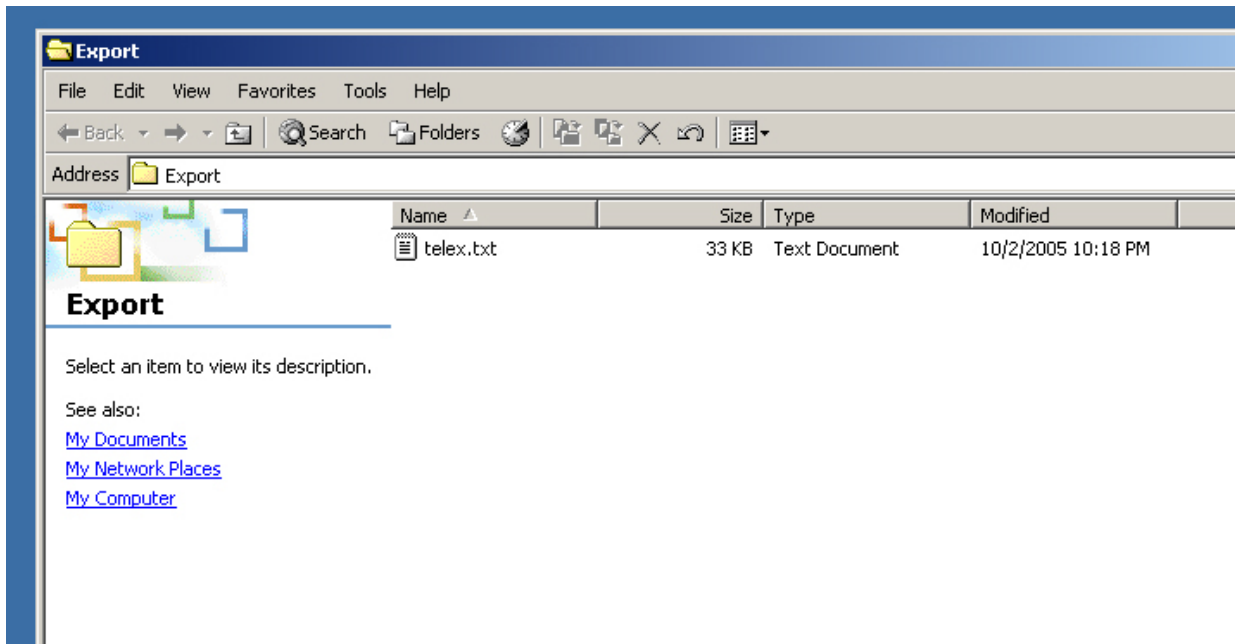 Export
File Edit View Favorites Tools Help
Back Search Folders
Address Export
Name Size Type Modified
telex.txt 33 KB Text Document 10/2/2005 10:18 PM
Export
Select an item to view its description.
See also:
My Documents
My Network Places
My Computer